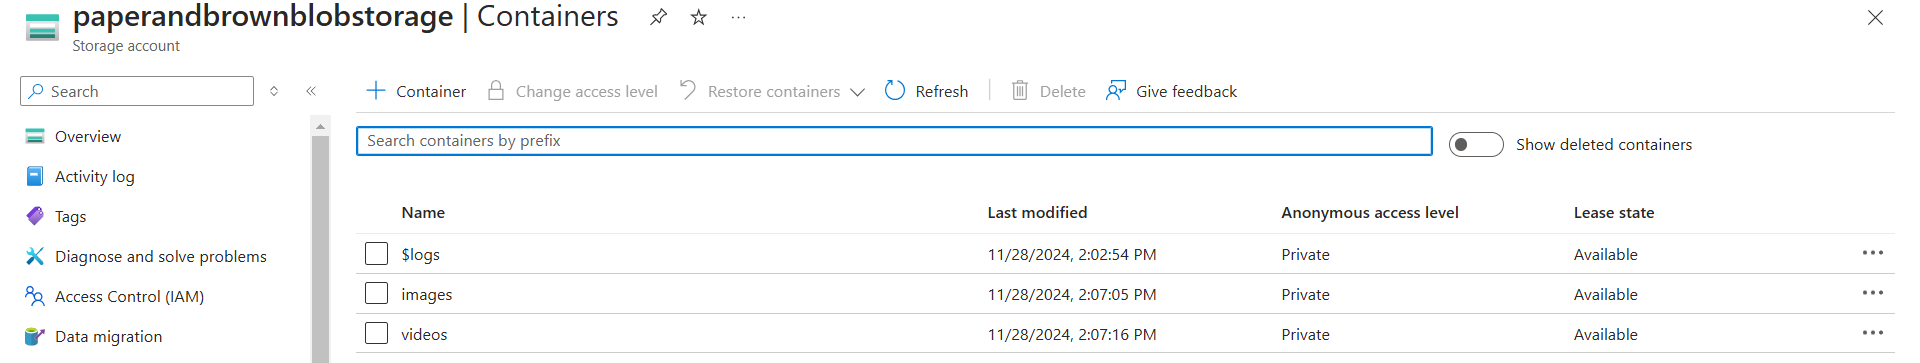 paperandbrownblobstorage | Containers
Storage account
Search
Container Change access level Restore containers Refresh Delete Give feedback
Search containers by prefix
Show deleted containers
Overview
Activity log
Tags
Diagnose and solve problems
Access Control (IAM)
Data migration
Name Last modified Anonymous access level Lease state
$logs 11/28/2024, 2:02:54 PM Private Available
images 11/28/2024, 2:07:05 PM Private Available
videos 11/28/2024, 2:07:16 PM Private Available